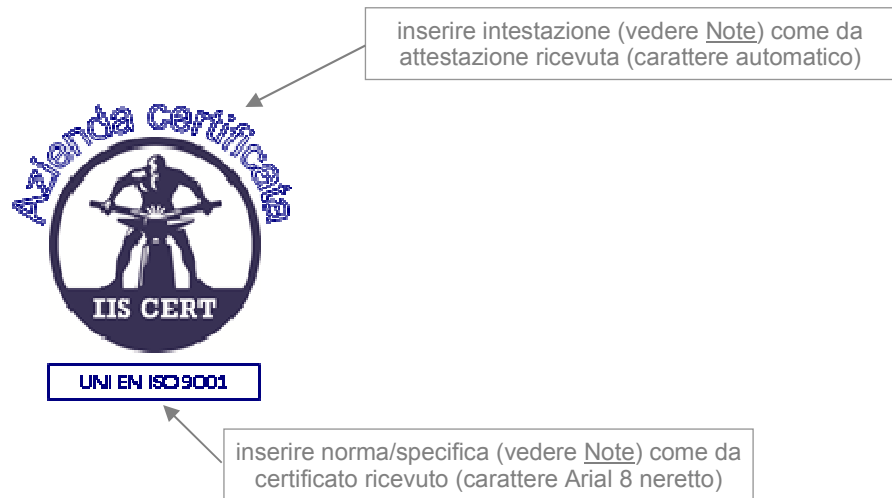 inserire intestazione (vedere Note) come da
attestazione ricevuta (carattere automatico)
Azienda certificata
IIS CERT
UNI EN ISO 9001
inserire norma/specifica (vedere Note) come da
certificato ricevuto (carattere Arial 8 neretto)